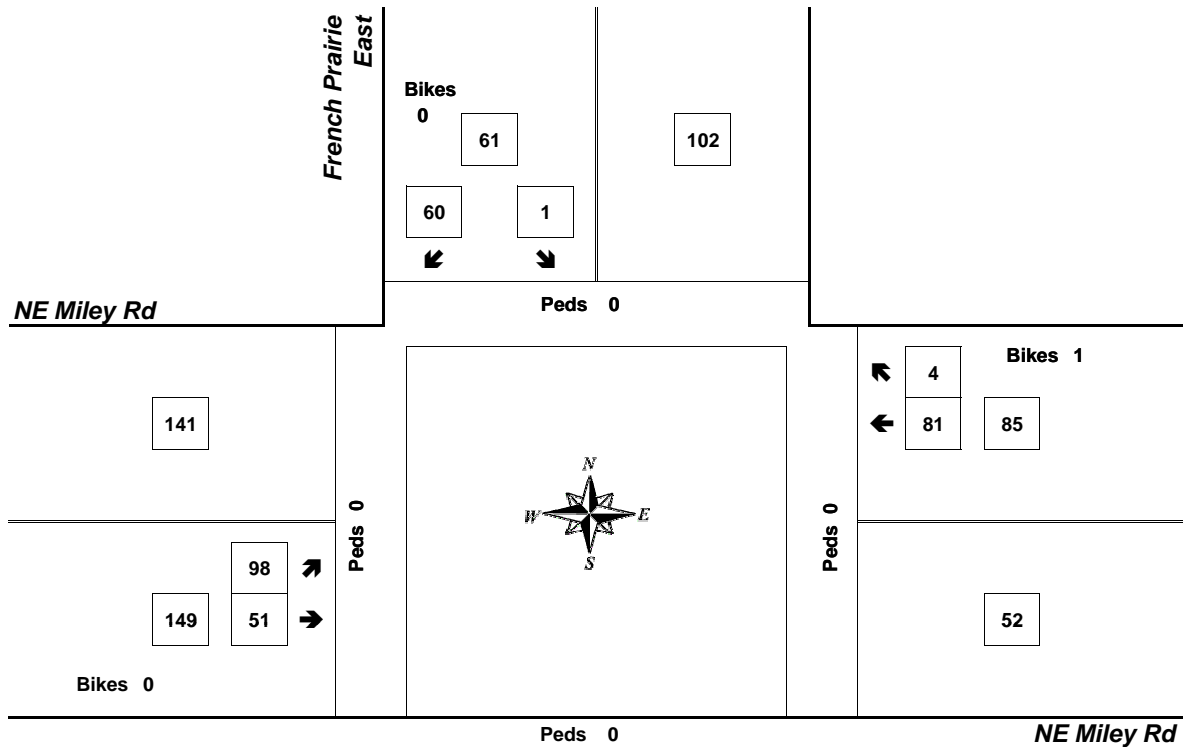 French Prairie
East
Bikes
0
61
102
60
1
Peds 0
NE Miley Rd
4
Bikes 1
141
81
85
N
W
E
S
Peds 0
Peds 0
98
149
51
52
Bikes 0
Peds 0
NE Miley Rd